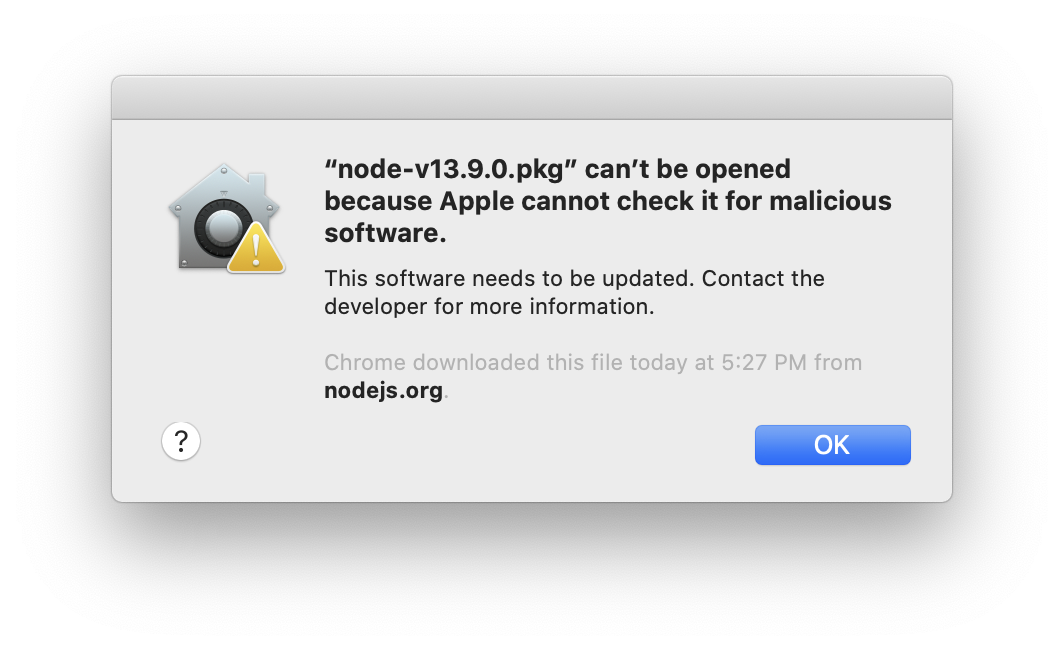 “node-v13.9.0.pkg” can’t be opened
because Apple cannot check it for malicious
software.
This software needs to be updated. Contact the
developer for more information.
Chrome downloaded this file today at 5:27 PM from
nodejs.org.
?
OK